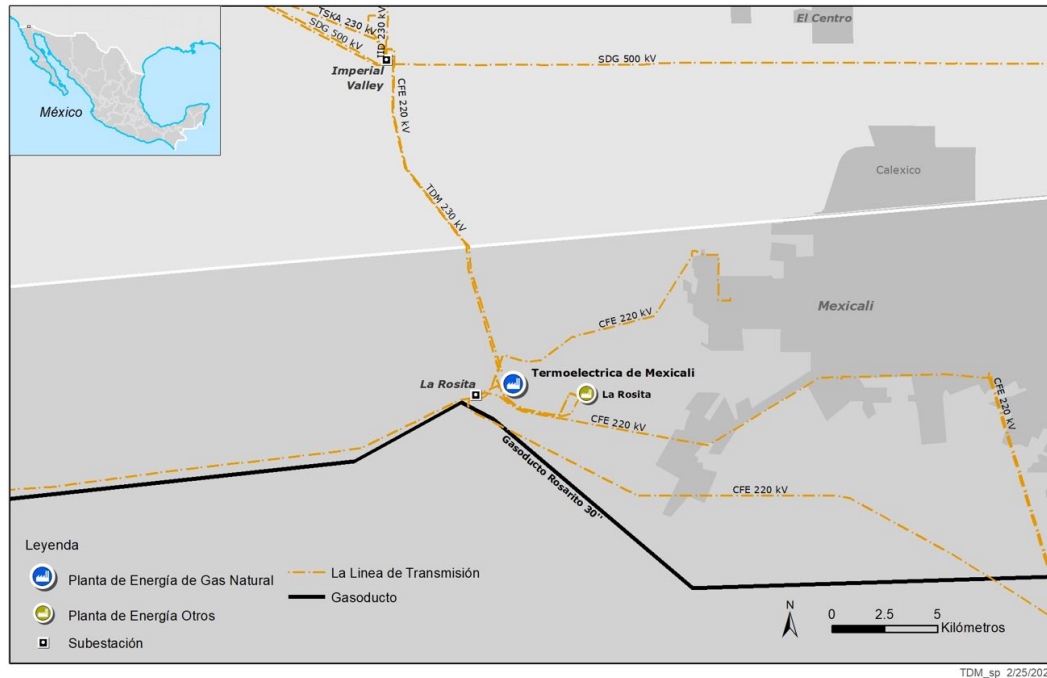 El Centro
TSKA 230 kV
SDG 500 kV
IID 230 kV
Imperial
Valley
SDG 500 kV
México
CFE 220 kV
Calexico
TDM 230 kV
Mexicali
CFE 220 kV
Termoelectrica de Mexicali
La Rosita
La Rosita
CFE 220 kV
CFE 220 kV
Gasoducto Rosarito 30''
CFE 220 kV
Leyenda
Planta de Energía de Gas Natural
La Linea de Transmisión
Gasoducto
Planta de Energía Otros
Subestación
N
0 2.5 5
Kilómetros
TDM_sp 2/25/202